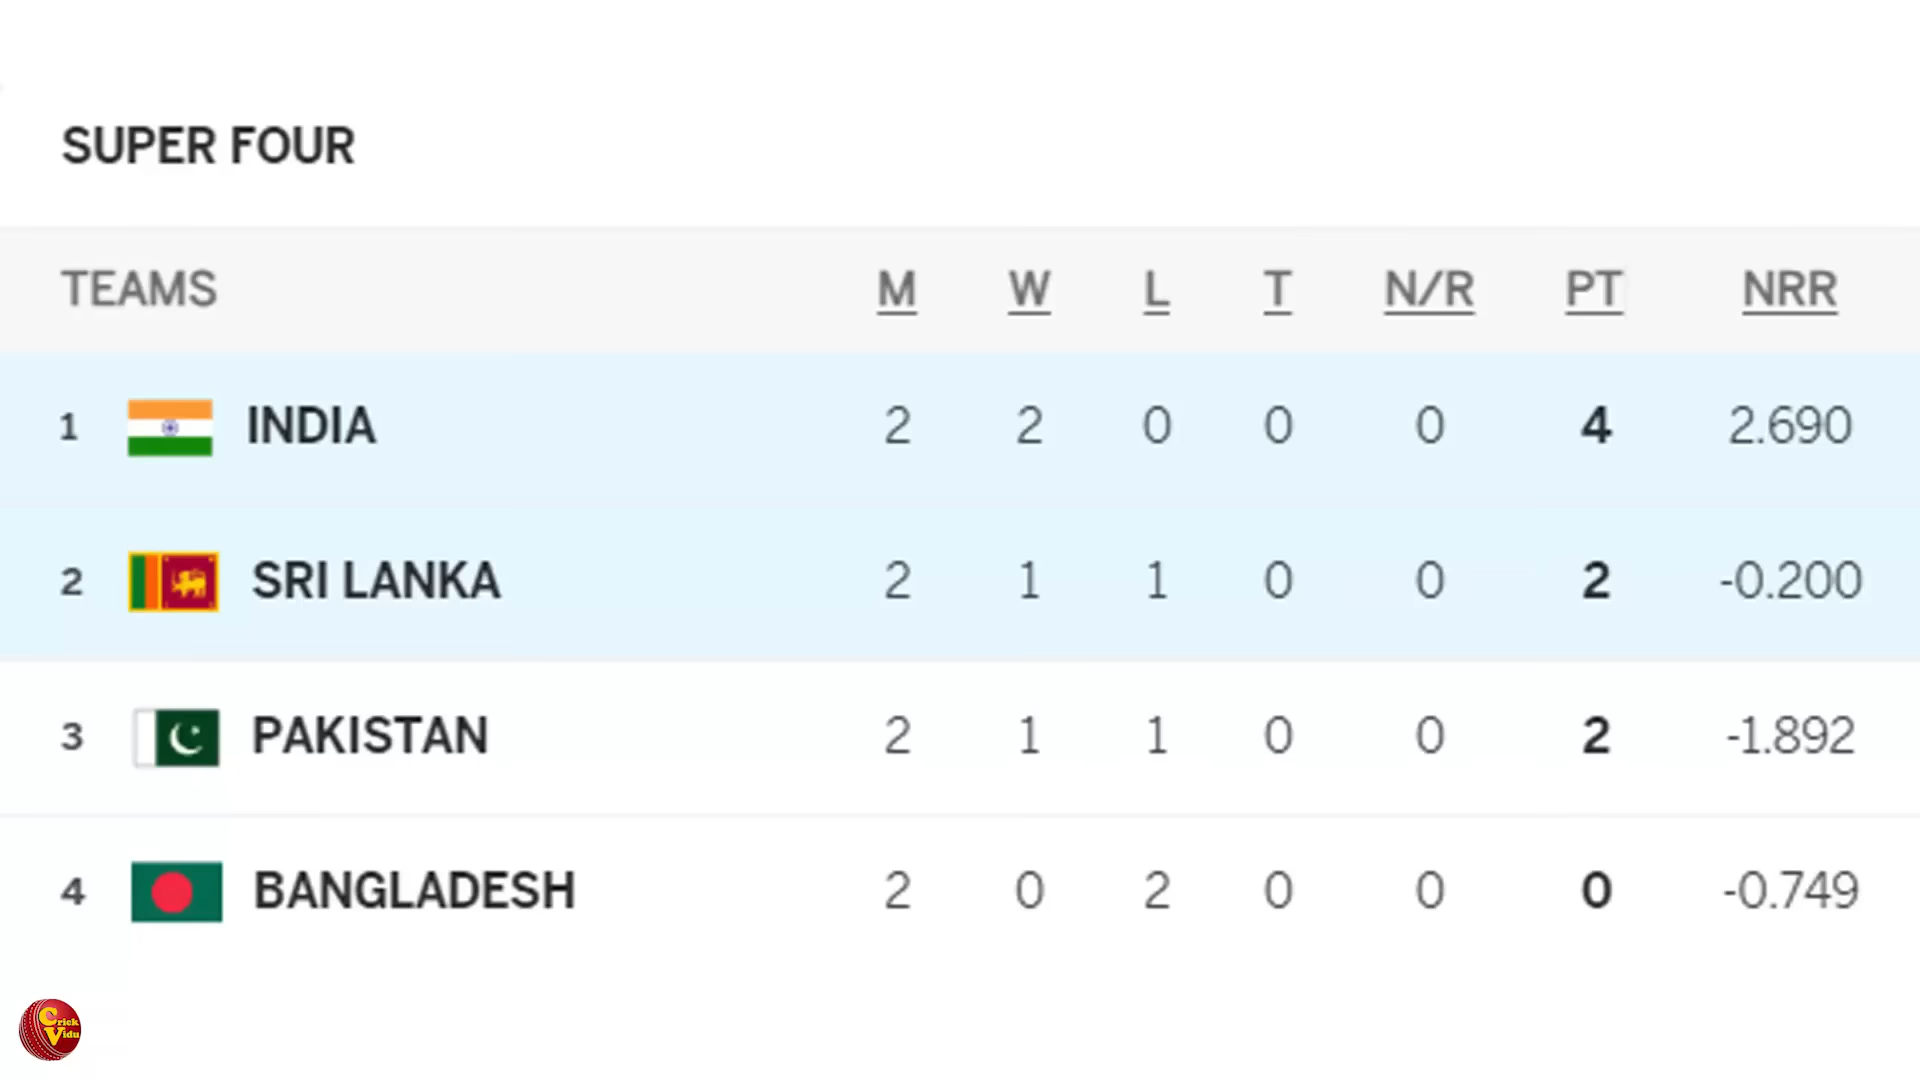 SUPER FOUR
TEAMS M W L T N/R PT NRR
1 INDIA 2 2 0 0 0 4 2.690
2 SRI LANKA 2 1 1 0 0 2 -0.200
3 PAKISTAN 2 1 1 0 0 2 -1.892
4 BANGLADESH 2 0 2 0 0 0 -0.749
Crick
Vidu